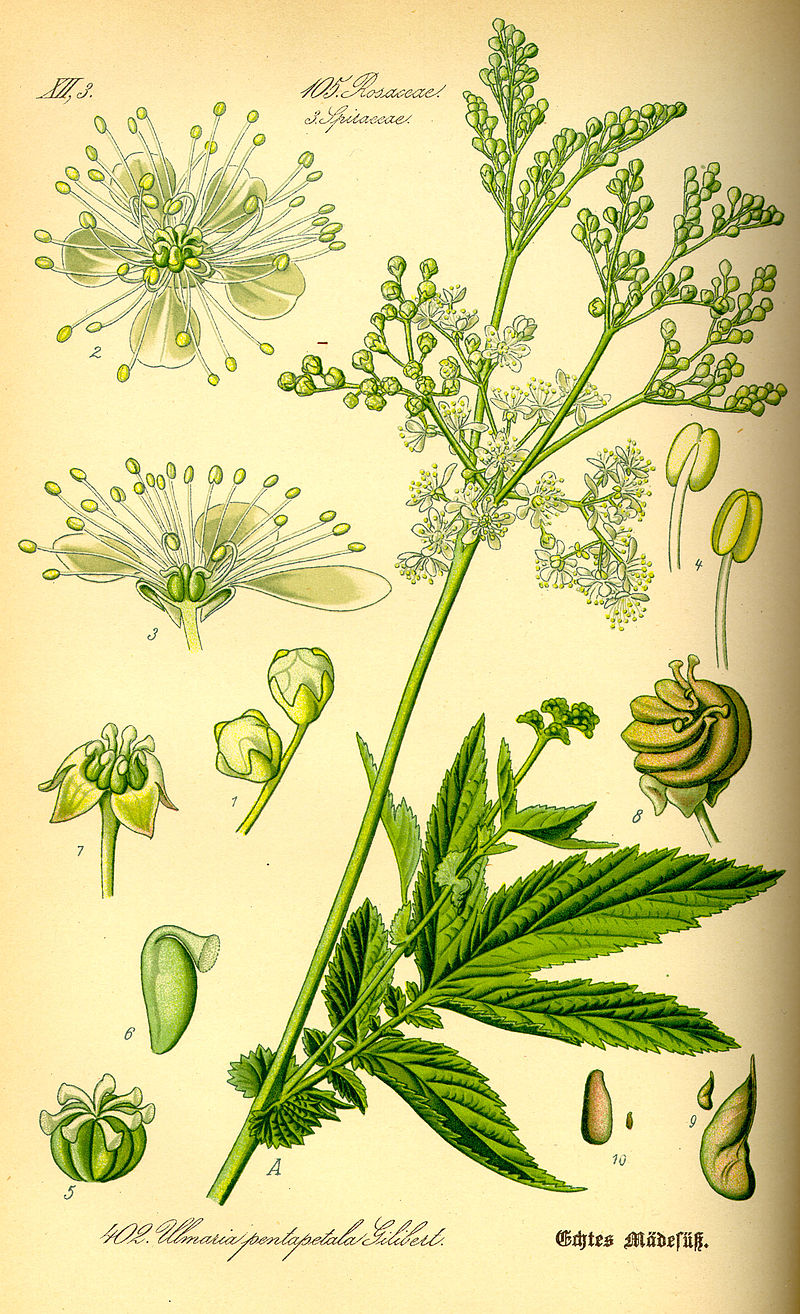 XII, 3.
105. Rosaceae.
3. Spiraceae.
2
4
3
1
8
7
6
9
10
5
A
402. Ulmaria pentapetala Gilibert.
Echtes Mädesüß.